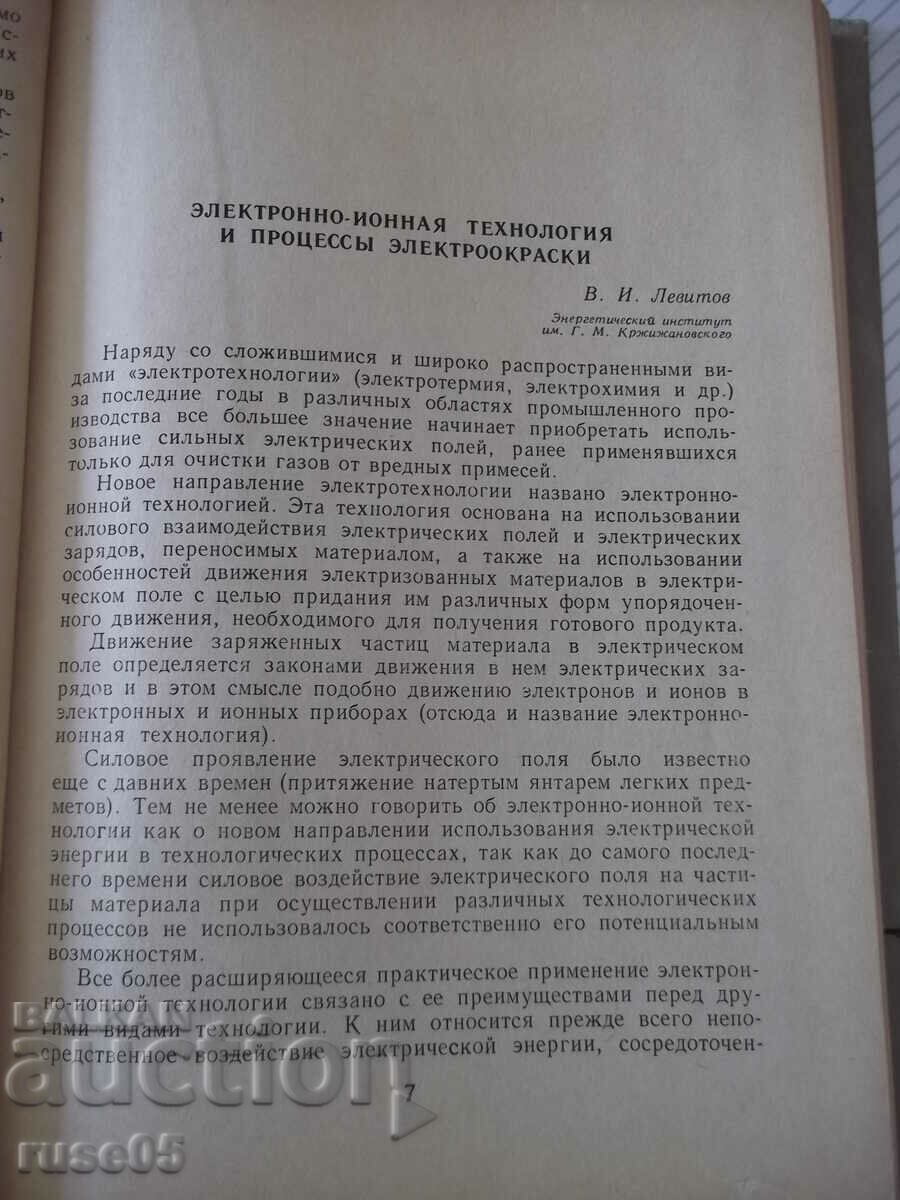 мо
с-
их
ов
т-
е-
ЭЛЕКТРОННО-ИОННАЯ ТЕХНОЛОГИЯ
И ПРОЦЕССЫ ЭЛЕКТРООКРАСКИ
В. И. Левитов
Энергетический институт
им. Г. М. Кржижановского
Наряду со сложившимися и широко распространенными ви-
дами «электротехнологии» (электротермия, электрохимия и др.)
за последние годы в различных областях промышленного про-
изводства все большее значение начинает приобретать исполь-
зование сильных электрических полей, ранее применявшихся
только для очистки газов от вредных примесей.
Новое направление электротехнологии названо электронно-
ионной технологией. Эта технология основана на использовании
силового взаимодействия электрических полей и электрических
зарядов, переносимых материалом, а также на использовании
особенностей движения электризованных материалов в электри-
ческом поле с целью придания им различных форм упорядочен-
ного движения, необходимого для получения готового продукта.
Движение заряженных частиц материала в электрическом
поле определяется законами движения в нем электрических за-
рядов и в этом смысле подобно движению электронов и ионов в
электронных и ионных приборах (отсюда и название электронно-
ионная технология).
Силовое проявление электрического поля было известно
еще с давних времен (притяжение натертым янтарем легких пред-
метов). Тем не менее можно говорить об электронно-ионной тех-
нологии как о новом направлении использования электрической
энергии в технологических процессах, так как до самого послед-
него времени силовое воздействие электрического поля на части-
цы материала при осуществлении различных технологических
процессов не использовалось соответственно его потенциальным
возможностям.
Все более расширяющееся практическое применение электрон-
но-ионной технологии связано с ее преимуществами перед дру-
гими видами технологии. К ним относится прежде всего непо-
средственное воздействие электрической энергии, сосредоточен-
7
БАЛКАН
auction
ruse05